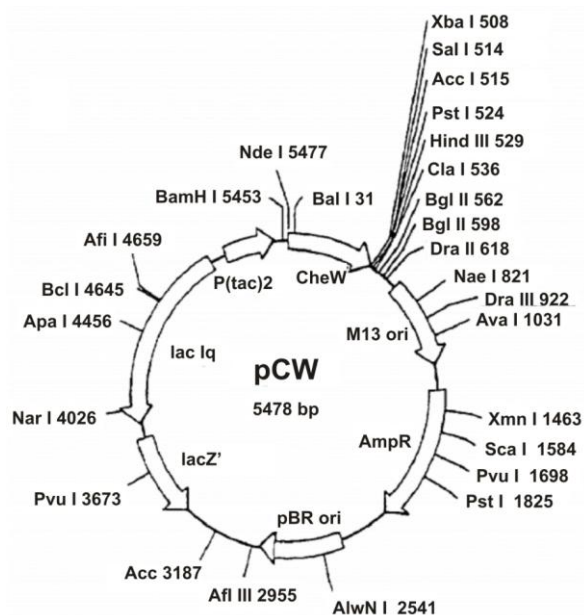 Xba I 508
Sal I 514
Acc I 515
Pst I 524
Hind III 529
Cla I 536
Bgl II 562
Bgl II 598
Dra II 618
Nde I 5477
BamH I 5453
Bal I 31
Afi I 4659
Bcl I 4645
Apa I 4456
P(tac)2
CheW
Nae I 821
Dra III 922
Ava I 1031
M13 ori
lac Iq
pCW
5478 bp
Nar I 4026
Xmn I 1463
AmpR
Sca I 1584
lacZ'
Pvu I 1698
Pvu I 3673
Pst I 1825
pBR ori
Acc 3187
Afl III 2955
AlwN I 2541